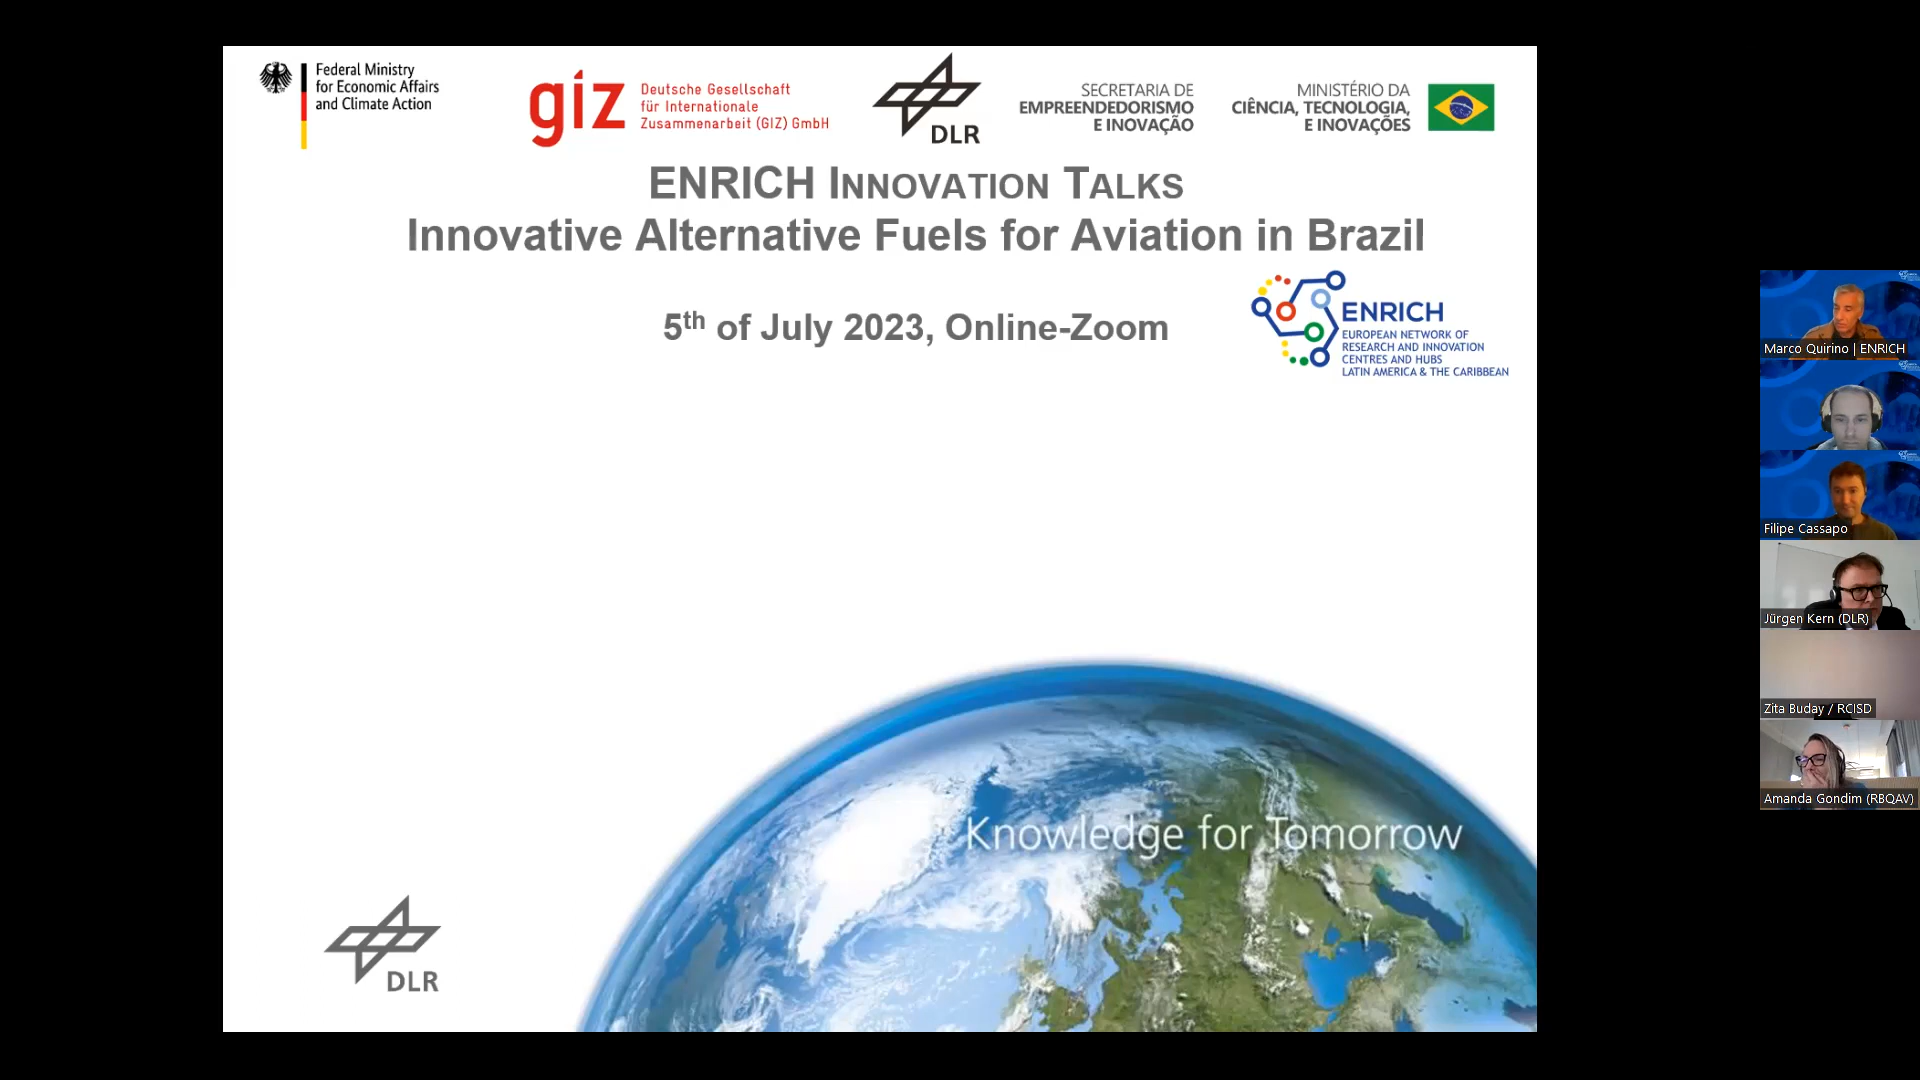 Federal Ministry
for Economic Affairs
and Climate Action
giz
Deutsche Gesellschaft
für Internationale
Zusammenarbeit (GIZ) GmbH
DLR
SECRETARIA DE
EMPREENDEDORISMO
E INOVAÇÃO
MINISTÉRIO DA
CIÊNCIA, TECNOLOGIA,
E INOVAÇÕES
ENRICH INNOVATION TALKS
Innovative Alternative Fuels for Aviation in Brazil
5th of July 2023, Online-Zoom
ENRICH
EUROPEAN NETWORK OF
RESEARCH AND INNOVATION
CENTRES AND HUBS
LATIN AMERICA & THE CARIBBEAN
Knowledge for Tomorrow
DLR
Marco Quirino | ENRICH
Filipe Cassapo
Jürgen Kern (DLR)
Zita Buday / RCISD
Amanda Gondim (RBQAV)